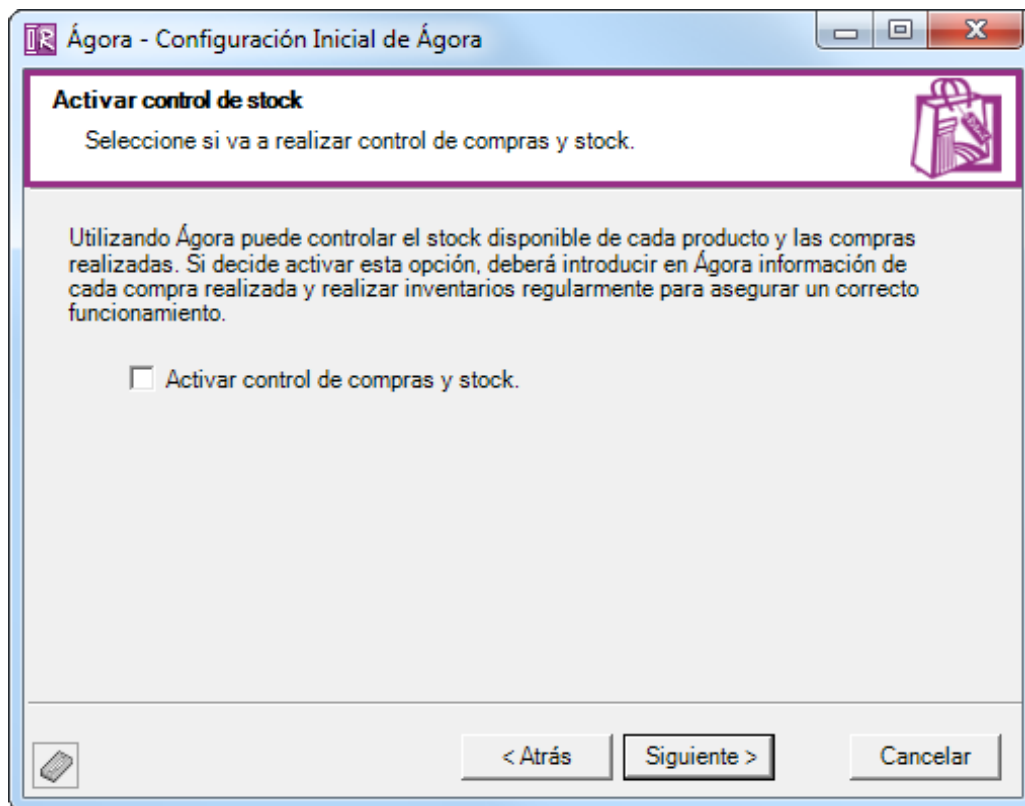 Ágora - Configuración Inicial de Ágora
Activar control de stock
Seleccione si va a realizar control de compras y stock.
Utilizando Ágora puede controlar el stock disponible de cada producto y las compras
realizadas. Si decide activar esta opción, deberá introducir en Ágora información de
cada compra realizada y realizar inventarios regularmente para asegurar un correcto
funcionamiento.
Activar control de compras y stock.
< Atrás
Siguiente >
Cancelar